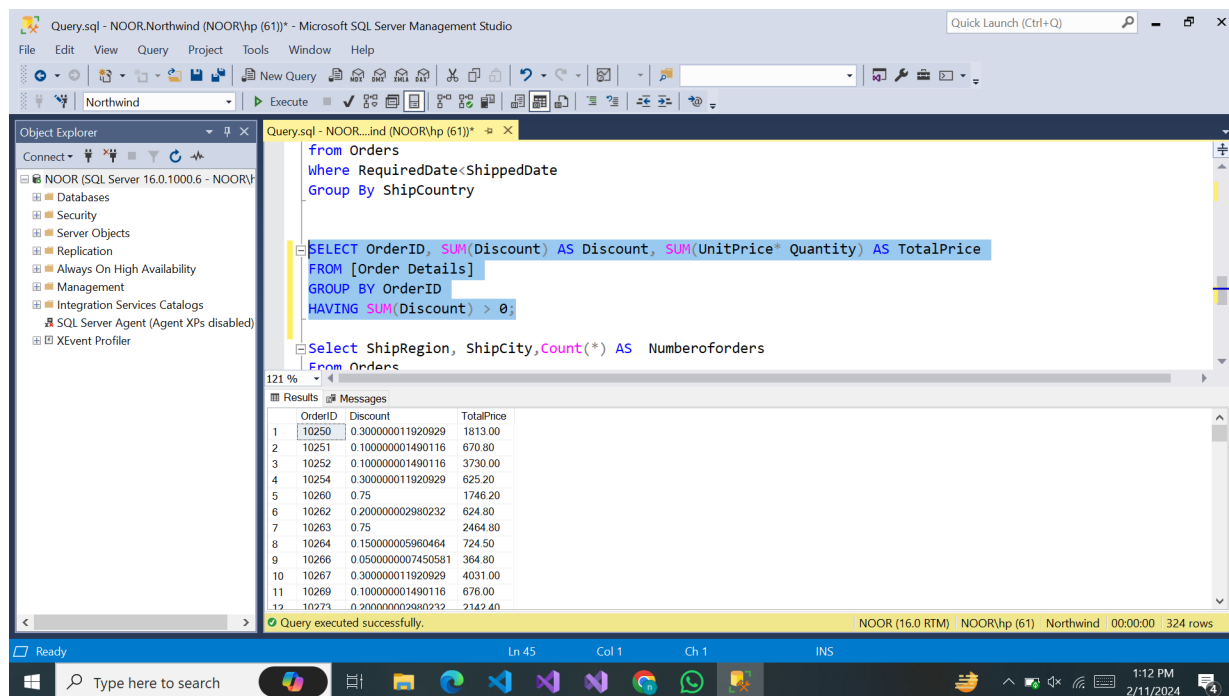 Query.sql - NOOR.Northwind (NOOR\hp (61))* - Microsoft SQL Server Management Studio
Quick Launch (Ctrl+Q)
File Edit View Query Project Tools Window Help
New Query
MDX DMX XMLA DAX
Northwind
Execute
Object Explorer
Query.sql - NOOR....ind (NOOR\hp (61))*
Connect
NOOR (SQL Server 16.0.1000.6 - NOOR\h
Databases
Security
Server Objects
Replication
Always On High Availability
Management
Integration Services Catalogs
SQL Server Agent (Agent XPs disabled)
XEvent Profiler
from Orders
Where RequiredDate<ShippedDate
Group By ShipCountry
SELECT OrderID, SUM(Discount) AS Discount, SUM(UnitPrice* Quantity) AS TotalPrice
FROM [Order Details]
GROUP BY OrderID
HAVING SUM(Discount) > 0;
Select ShipRegion, ShipCity,Count(*) AS Numberoforders
From Orders
121 %
Results Messages
OrderID Discount TotalPrice
1 10250 0.300000011920929 1813.00
2 10251 0.100000001490116 670.80
3 10252 0.100000001490116 3730.00
4 10254 0.300000011920929 625.20
5 10260 0.75 1746.20
6 10262 0.200000002980232 624.80
7 10263 0.75 2464.80
8 10264 0.150000005960464 724.50
9 10266 0.0500000007450581 364.80
10 10267 0.300000011920929 4031.00
11 10269 0.100000001490116 676.00
12 10273 0.200000002980232 2142.40
Query executed successfully.
NOOR (16.0 RTM) NOOR\hp (61) Northwind 00:00:00 324 rows
Ready Ln 45 Col 1 Ch 1 INS
Type here to search
1:12 PM
2/11/2024
4